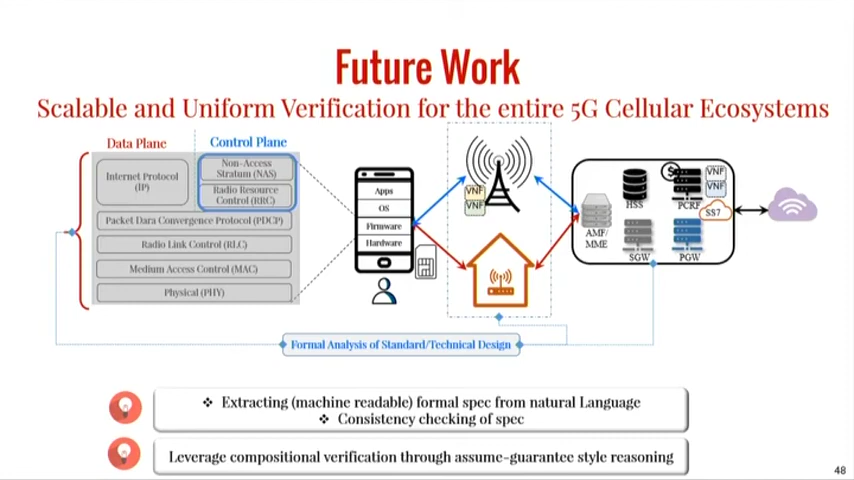 Future Work
Scalable and Uniform Verification for the entire 5G Cellular Ecosystems
Data Plane
Control Plane
Internet Protocol
(IP)
Non-Access
Stratum (NAS)
Radio Resource
Control (RRC)
Packet Dara Convergence Protocol (PDCP)
Radio Link Control (RLC)
Medium Access Control (MAC)
Physical (PHY)
Apps
OS
Firmware
Hardware
VNF
VNF
AMF/
MME
HSS
$
PCRF
VNF
VNF
SS7
SGW
PGW
Formal Analysis of Standard/Technical Design
❖ Extracting (machine readable) formal spec from natural Language
❖ Consistency checking of spec
Leverage compositional verification through assume-guarantee style reasoning
48